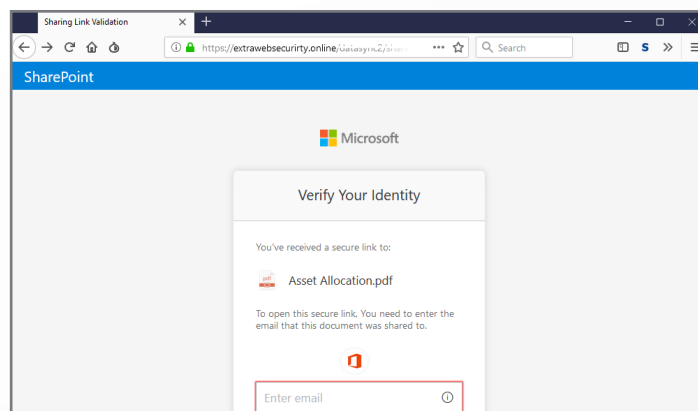 Sharing Link Validation
https://extrawebsecurirty.online/datasync2/
Search
S
SharePoint
Microsoft
Verify Your Identity
You've received a secure link to:
pdf
Asset Allocation.pdf
To open this secure link, You need to enter the
email that this document was shared to.
Enter email